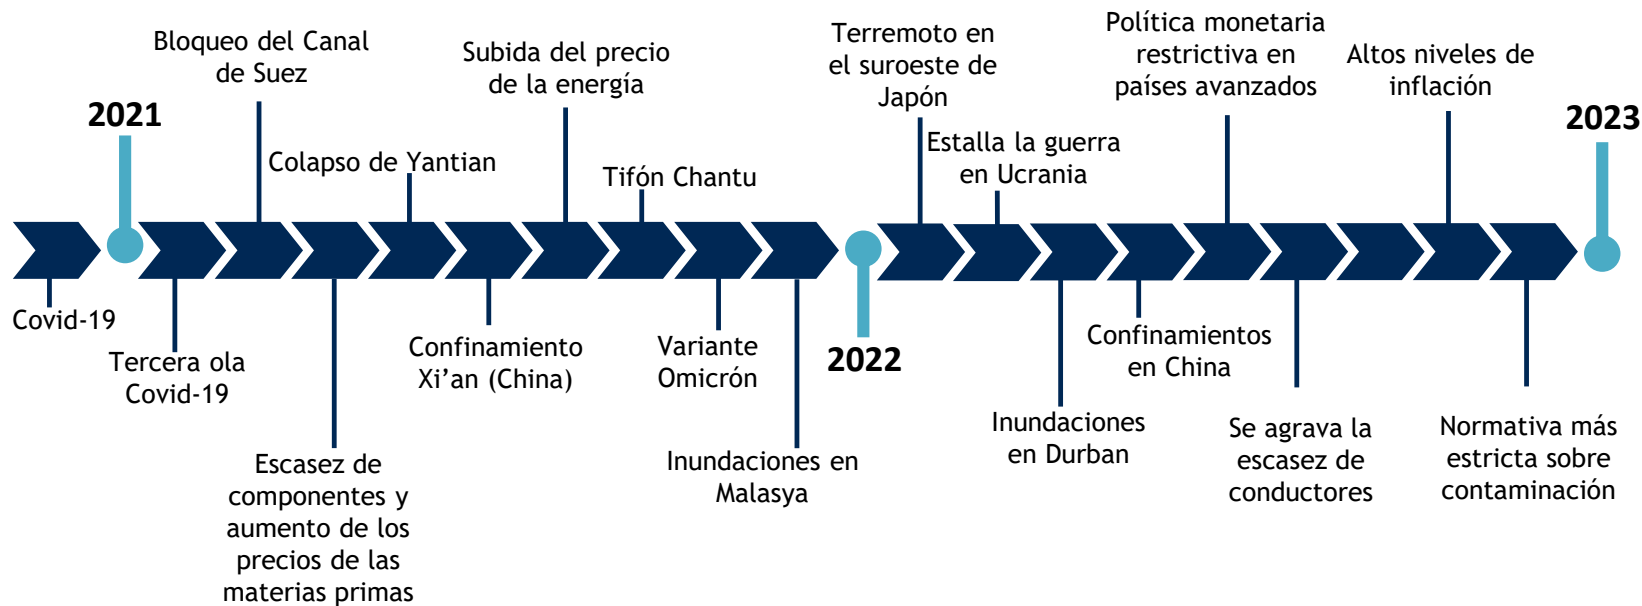 Covid-19
2021
Tercera ola
Covid-19
Bloqueo del Canal
de Suez
Escasez de
componentes y
aumento de los
precios de las
materias primas
Colapso de Yantian
Confinamiento
Xi’an (China)
Subida del precio
de la energía
Tifón Chantu
Variante
Omicrón
Inundaciones en
Malasya
2022
Terremoto en
el suroeste de
Japón
Estalla la guerra
en Ucrania
Inundaciones
en Durban
Confinamientos
en China
Política monetaria
restrictiva en
países avanzados
Se agrava la
escasez de
conductores
Altos niveles de
inflación
Normativa más
estricta sobre
contaminación
2023